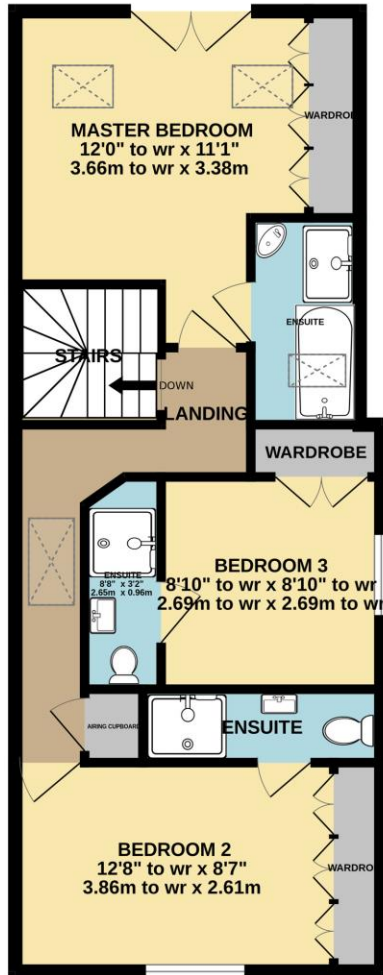 WARDROB
MASTER BEDROOM
12'0" to wr x 11'1"
3.66m to wr x 3.38m
ENSUITE
STAIRS
DOWN
LANDING
WARDROBE
BEDROOM 3
8'10" to wr x 8'10" to wr
2.69m to wr x 2.69m to wr
ENSUITE
8'8" x 3'2"
2.65m x 0.96m
AIRING CUPBOARD
ENSUITE
BEDROOM 2
12'8" to wr x 8'7"
3.86m to wr x 2.61m
WARDRO